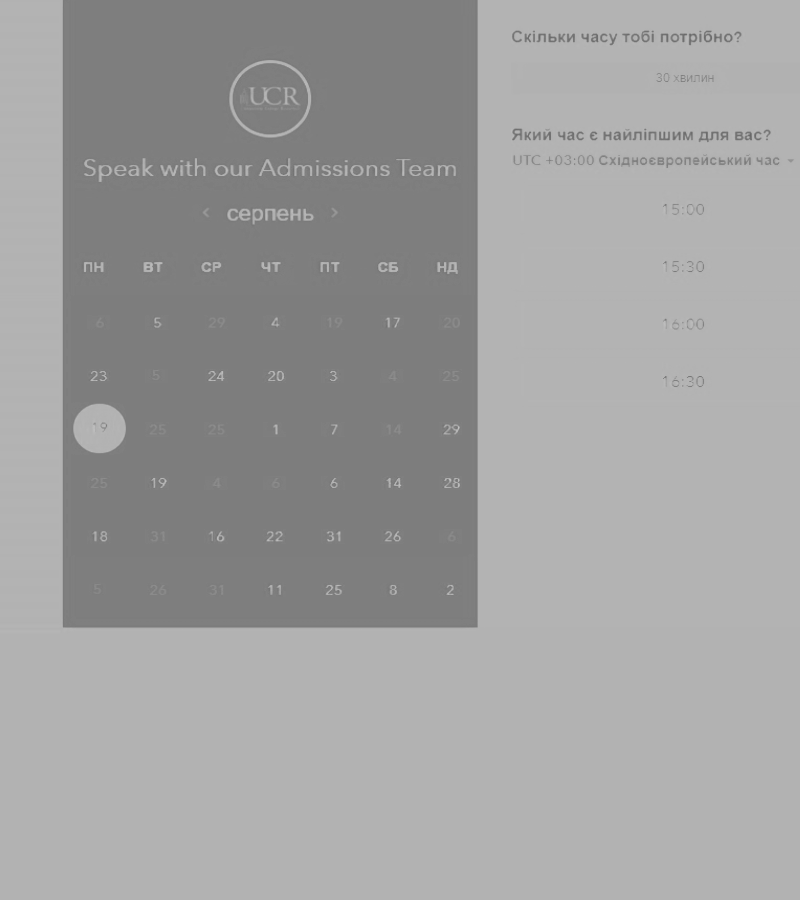 UCR
Speak with our Admissions Team
серпень
ПН ВТ СР ЧТ ПТ СБ НД
6 5 29 4 19 17 20
23 5 24 20 3 4 25
19 25 25 1 7 14 29
25 19 4 6 6 14 28
18 31 16 22 31 26 6
5 26 31 11 25 8 2
Скільки часу тобі потрібно?
30 хвилин
Який час є найліпшим для вас?
UTC +03:00 Східноєвропейський час
15:00
15:30
16:00
16:30